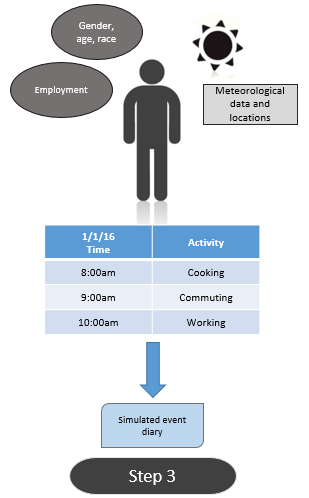 Gender,
age, race
Employment
Meteorological
data and
locations
1/1/16
Time
Activity
8:00am
Cooking
9:00am
Commuting
10:00am
Working
Simulated event
diary
Step 3